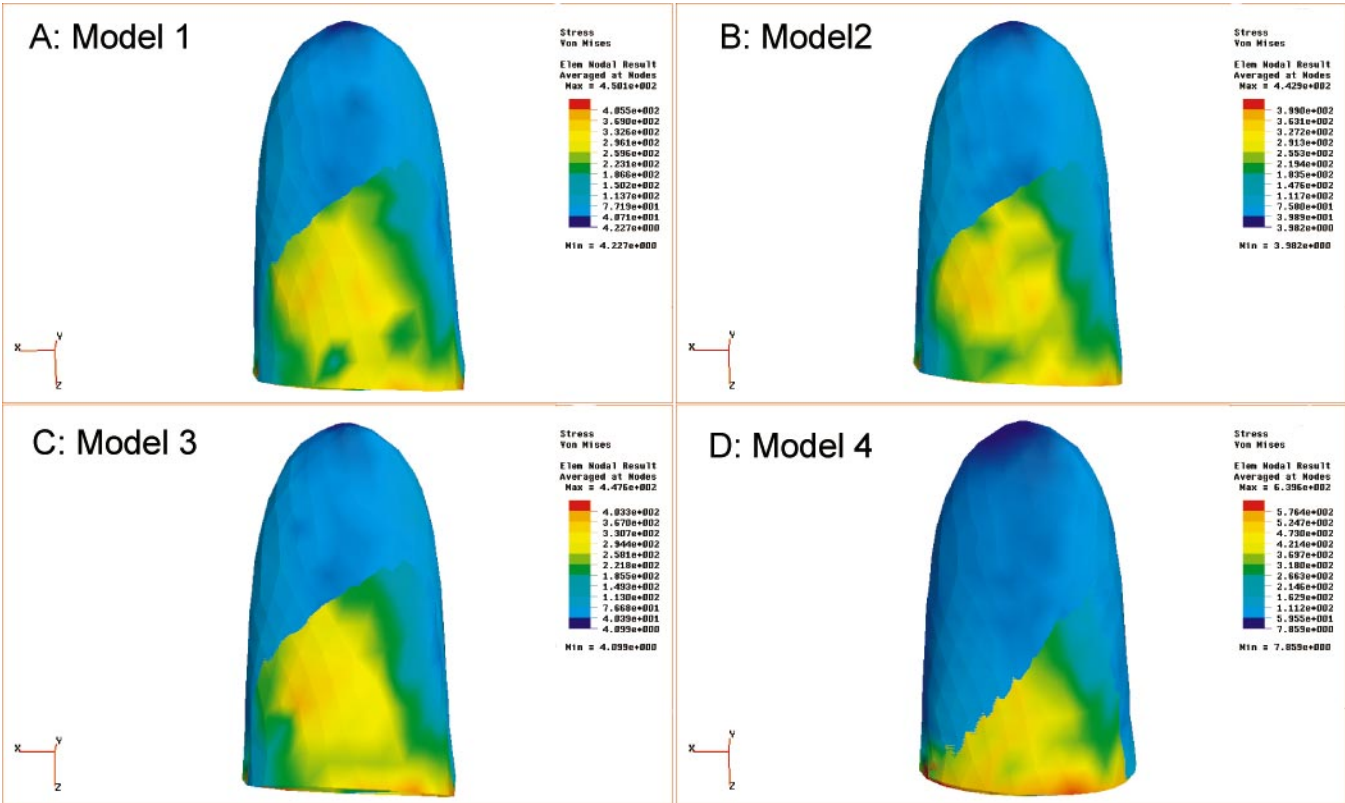 A: Model 1
Stress
Von Mises
Elem Nodal Result
Averaged at Nodes
Max = 4.501e+002
4.055e+002
3.690e+002
3.326e+002
2.961e+002
2.596e+002
2.231e+002
1.866e+002
1.502e+002
1.137e+002
7.719e+001
4.071e+001
4.227e+000
Min = 4.227e+000
X
Y
Z
B: Model2
Stress
Von Mises
Elem Nodal Result
Averaged at Nodes
Max = 4.429e+002
3.990e+002
3.631e+002
3.272e+002
2.913e+002
2.553e+002
2.194e+002
1.835e+002
1.476e+002
1.117e+002
7.580e+001
3.989e+001
3.982e+000
Min = 3.982e+000
X
Y
Z
C: Model 3
Stress
Von Mises
Elem Nodal Result
Averaged at Nodes
Max = 4.476e+002
4.033e+002
3.670e+002
3.307e+002
2.944e+002
2.581e+002
2.218e+002
1.855e+002
1.493e+002
1.130e+002
7.668e+001
4.039e+001
4.099e+000
Min = 4.099e+000
X
Y
Z
D: Model 4
Stress
Von Mises
Elem Nodal Result
Averaged at Nodes
Max = 6.396e+002
5.764e+002
5.247e+002
4.730e+002
4.214e+002
3.697e+002
3.180e+002
2.663e+002
2.146e+002
1.629e+002
1.112e+002
5.955e+001
7.859e+000
Min = 7.859e+000
X
Y
Z